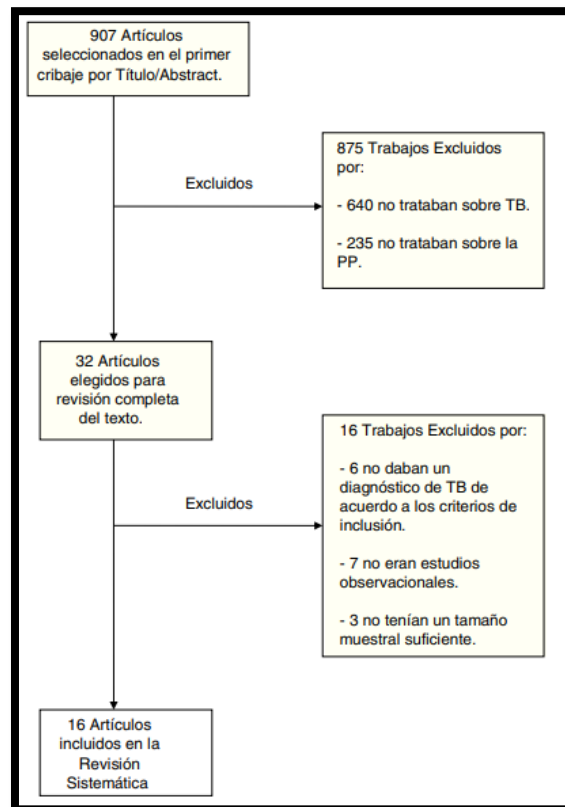 907 Artículos
seleccionados en el primer
cribaje por Título/Abstract.
875 Trabajos Excluidos
por:
- 640 no trataban sobre TB.
- 235 no trataban sobre la
PP.
Excluidos
32 Artículos
elegidos para
revisión completa
del texto.
16 Trabajos Excluidos por:
- 6 no daban un
diagnóstico de TB de
acuerdo a los criterios de
inclusión.
- 7 no eran estudios
observacionales.
- 3 no tenían un tamaño
muestral suficiente.
Excluidos
16 Artículos
incluidos en la
Revisión
Sistemática